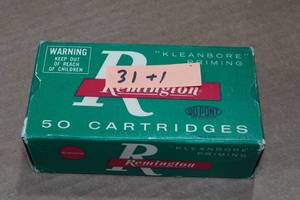 WARNING
KEEP OUT
OF REACH
OF CHILDREN
"KLEANBORE"
PRIMING
31 +1
R
Remington
DU PONT
50 CARTRIDGES
R
Remington
"KLEANBORE"
PRIMING